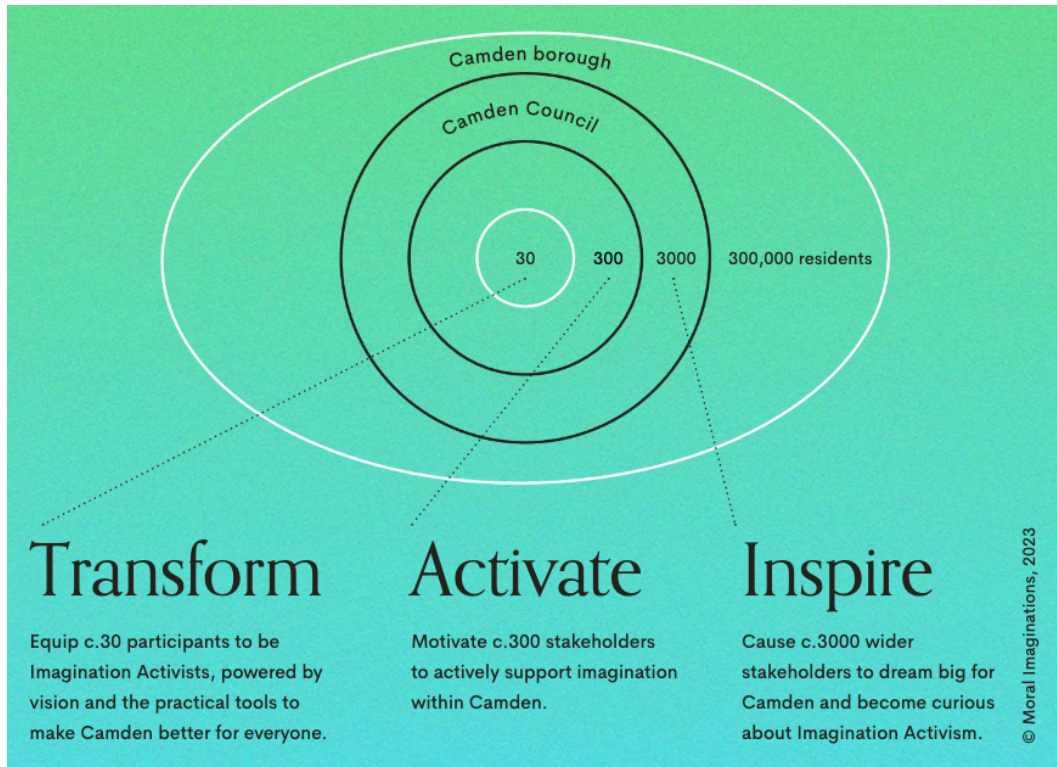 Camden borough
Camden Council
30
300
3000
300,000 residents
Transform
Equip c.30 participants to be
Imagination Activists, powered by
vision and the practical tools to
make Camden better for everyone.
Activate
Motivate c.300 stakeholders
to actively support imagination
within Camden.
Inspire
Cause c.3000 wider
stakeholders to dream big for
Camden and become curious
about Imagination Activism.
© Moral Imaginations, 2023